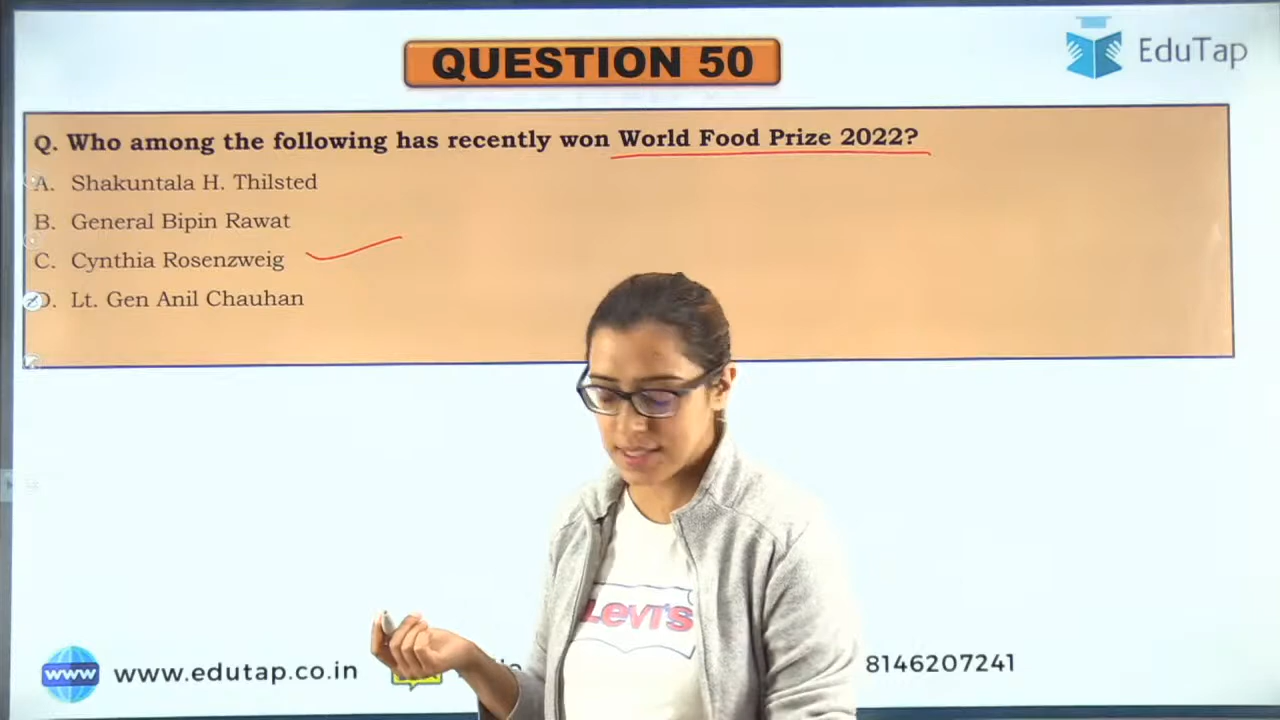 QUESTION 50
EduTap
Q. Who among the following has recently won World Food Prize 2022?
A. Shakuntala H. Thilsted
B. General Bipin Rawat
C. Cynthia Rosenzweig
D. Lt. Gen Anil Chauhan
LEVI'S
www www.edutap.co.in
8146207241